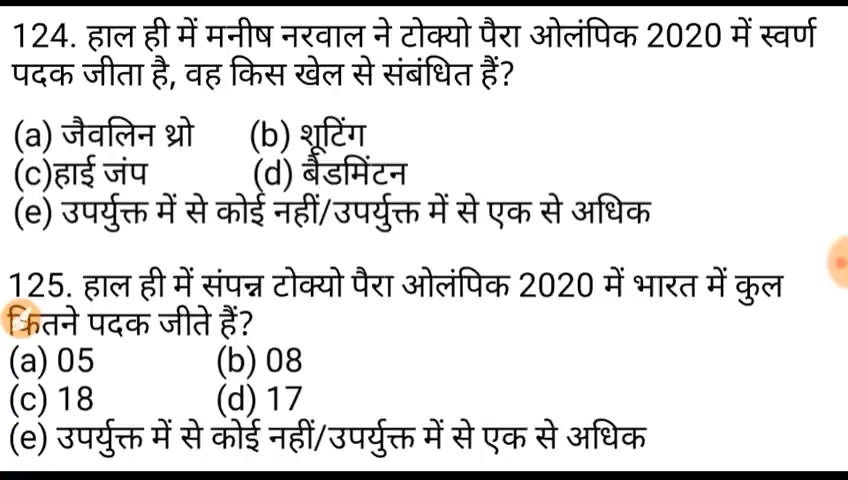 124. हाल ही में मनीष नरवाल ने टोक्यो पैरा ओलंपिक 2020 में स्वर्ण
पदक जीता है, वह किस खेल से संबंधित हैं?
(a) जैवलिन थ्रो (b) शूटिंग
(c)हाई जंप (d) बैडमिंटन
(e) उपर्युक्त में से कोई नहीं/उपर्युक्त में से एक से अधिक
125. हाल ही में संपन्न टोक्यो पैरा ओलंपिक 2020 में भारत में कुल
कितने पदक जीते हैं?
(a) 05 (b) 08
(c) 18 (d) 17
(e) उपर्युक्त में से कोई नहीं/उपर्युक्त में से एक से अधिक